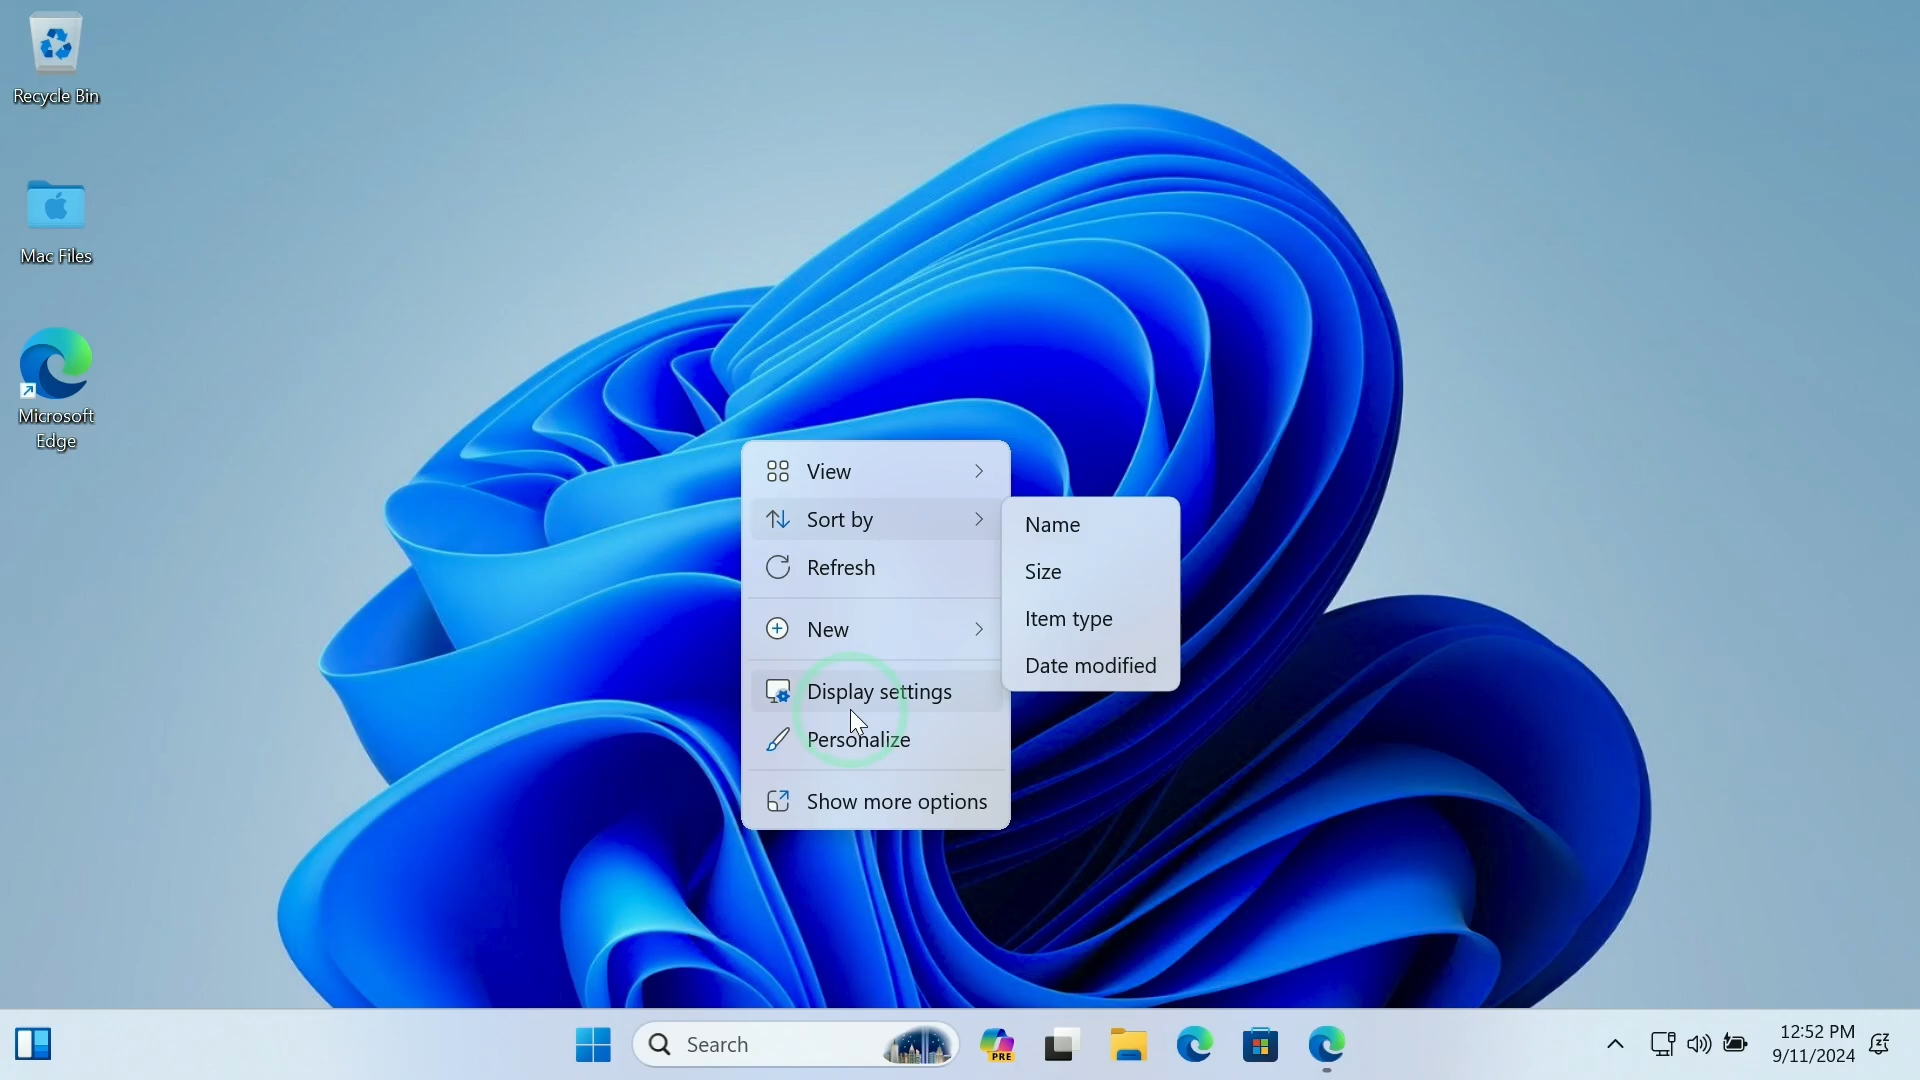 Recycle Bin
Mac Files
Microsoft
Edge
View
Sort by
Refresh
New
Display settings
Personalize
Show more options
Name
Size
Item type
Date modified
Search
PRE
12:52 PM
9/11/2024